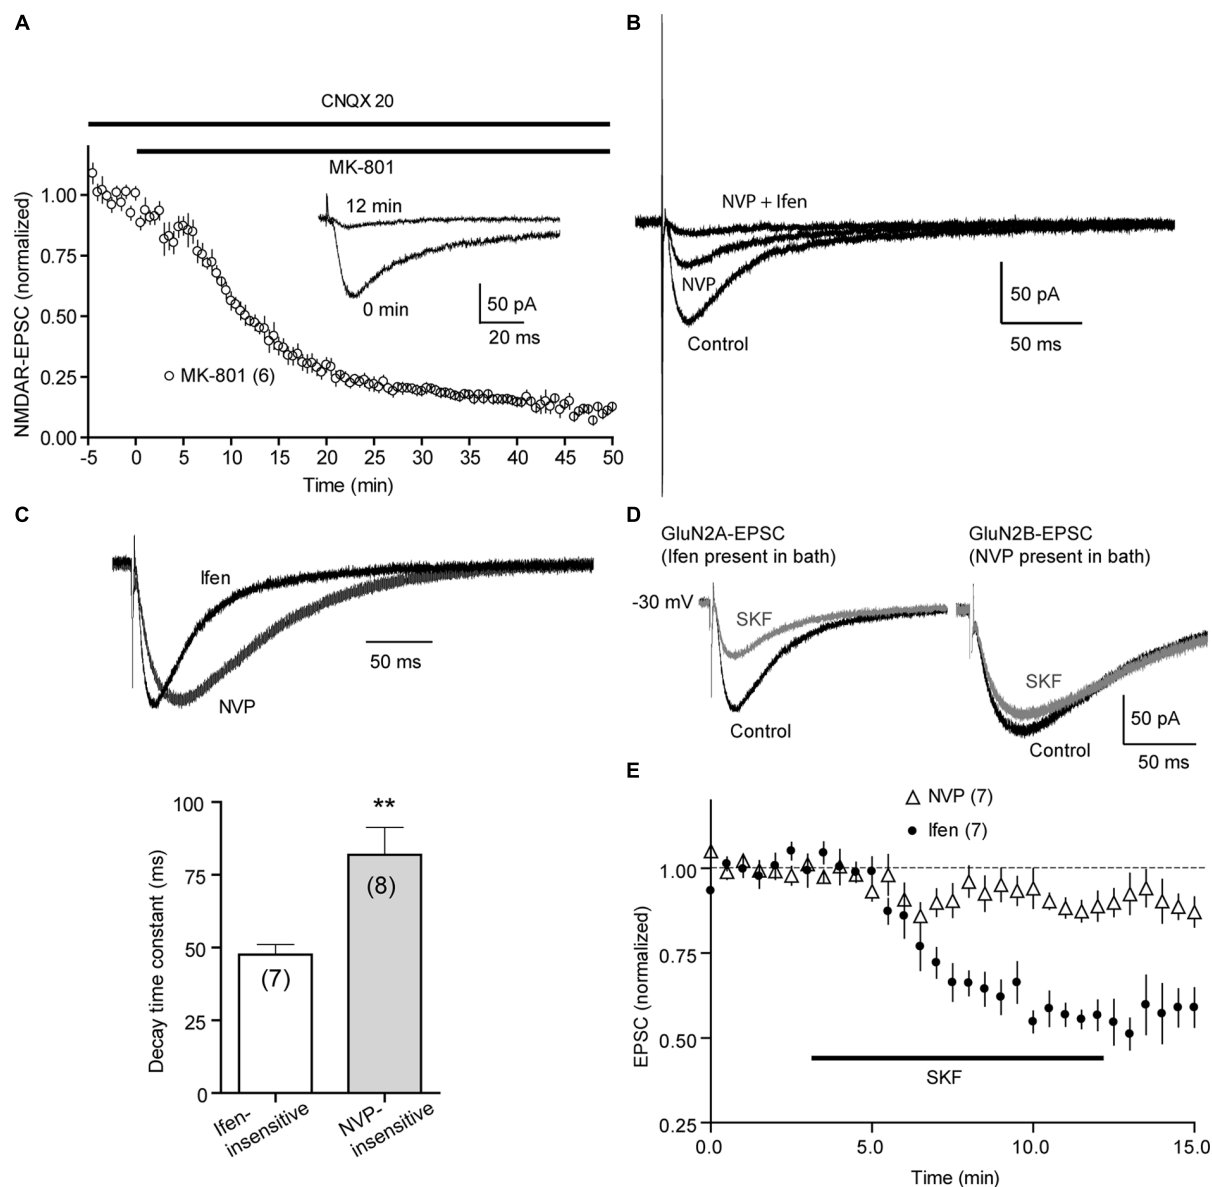 A
CNQX 20
MK-801
NMDAR-EPSC (normalized)
1.00
0.75
0.50
0.25
0.00
12 min
0 min
50 pA
20 ms
MK-801 (6)
-5 0 5 10 15 20 25 30 35 40 45 50
Time (min)
B
NVP + Ifen
NVP
Control
50 pA
50 ms
C
Ifen
NVP
50 ms
Decay time constant (ms)
100
75
50
25
0
**
(7)
(8)
Ifen-
insensitive
NVP-
insensitive
D
GluN2A-EPSC
(Ifen present in bath)
GluN2B-EPSC
(NVP present in bath)
-30 mV
SKF
Control
SKF
Control
50 pA
50 ms
E
NVP (7)
Ifen (7)
EPSC (normalized)
1.00
0.75
0.50
0.25
SKF
0.0 5.0 10.0 15.0
Time (min)